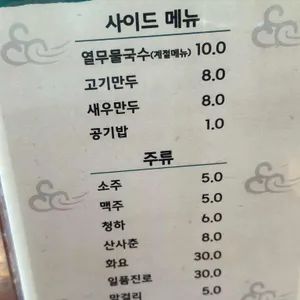 사이드 메뉴
열무물국수(계절메뉴) 10.0
고기만두 8.0
새우만두 8.0
공기밥 1.0
주류
소주 5.0
맥주 5.0
청하 6.0
산사춘 8.0
화요 30.0
일품진로 30.0
막걸리 5.0